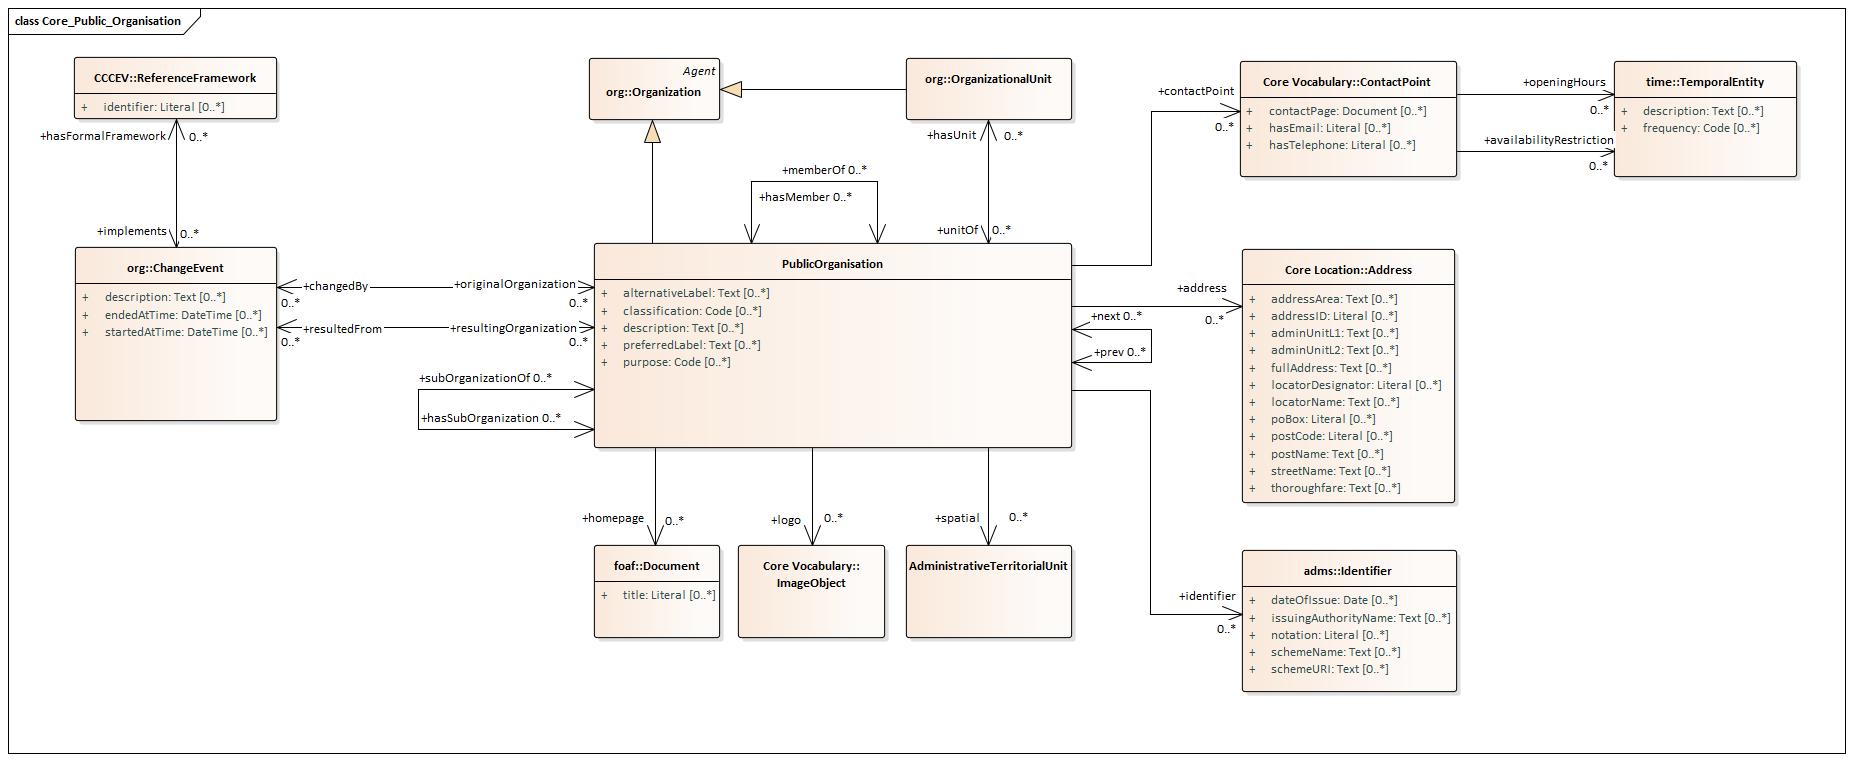 class Core_Public_Organisation
CCCEV::ReferenceFramework
+ identifier: Literal [0..*]
+hasFormalFramework
0..*
+implements
0..*
org::ChangeEvent
+ description: Text [0..*]
+ endedAtTime: DateTime [0..*]
+ startedAtTime: DateTime [0..*]
+changedBy
0..*
+originalOrganization
0..*
+resultedFrom
0..*
+resultingOrganization
0..*
+subOrganizationOf 0..*
+hasSubOrganization 0..*
Agent
org::Organization
org::OrganizationalUnit
+hasUnit
0..*
+unitOf
0..*
+memberOf 0..*
+hasMember 0..*
PublicOrganisation
+ alternativeLabel: Text [0..*]
+ classification: Code [0..*]
+ description: Text [0..*]
+ preferredLabel: Text [0..*]
+ purpose: Code [0..*]
+next 0..*
+prev 0..*
+homepage
0..*
foaf::Document
+ title: Literal [0..*]
+logo
0..*
Core Vocabulary::
ImageObject
+spatial
0..*
AdministrativeTerritorialUnit
+contactPoint
0..*
Core Vocabulary::ContactPoint
+ contactPage: Document [0..*]
+ hasEmail: Literal [0..*]
+ hasTelephone: Literal [0..*]
+openingHours
0..*
+availabilityRestriction
0..*
time::TemporalEntity
+ description: Text [0..*]
+ frequency: Code [0..*]
+address
0..*
Core Location::Address
+ addressArea: Text [0..*]
+ addressID: Literal [0..*]
+ adminUnitL1: Text [0..*]
+ adminUnitL2: Text [0..*]
+ fullAddress: Text [0..*]
+ locatorDesignator: Literal [0..*]
+ locatorName: Text [0..*]
+ poBox: Literal [0..*]
+ postCode: Literal [0..*]
+ postName: Text [0..*]
+ streetName: Text [0..*]
+ thoroughfare: Text [0..*]
+identifier
0..*
adms::Identifier
+ dateOfIssue: Date [0..*]
+ issuingAuthorityName: Text [0..*]
+ notation: Literal [0..*]
+ schemeName: Text [0..*]
+ schemeURI: Text [0..*]